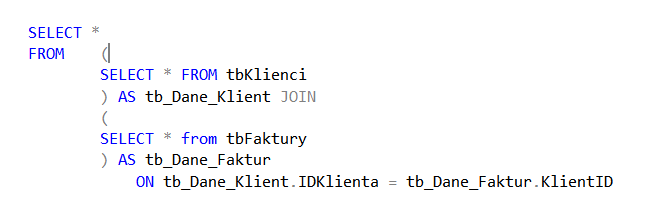 SELECT *
FROM (
SELECT * FROM tbKlienci
) AS tb_Dane_Klient JOIN
(
SELECT * from tbFaktury
) AS tb_Dane_Faktur
ON tb_Dane_Klient.IDKlienta = tb_Dane_Faktur.KlientID